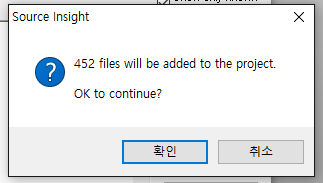 Source Insight
452 files will be added to the project.
OK to continue?
확인
취소